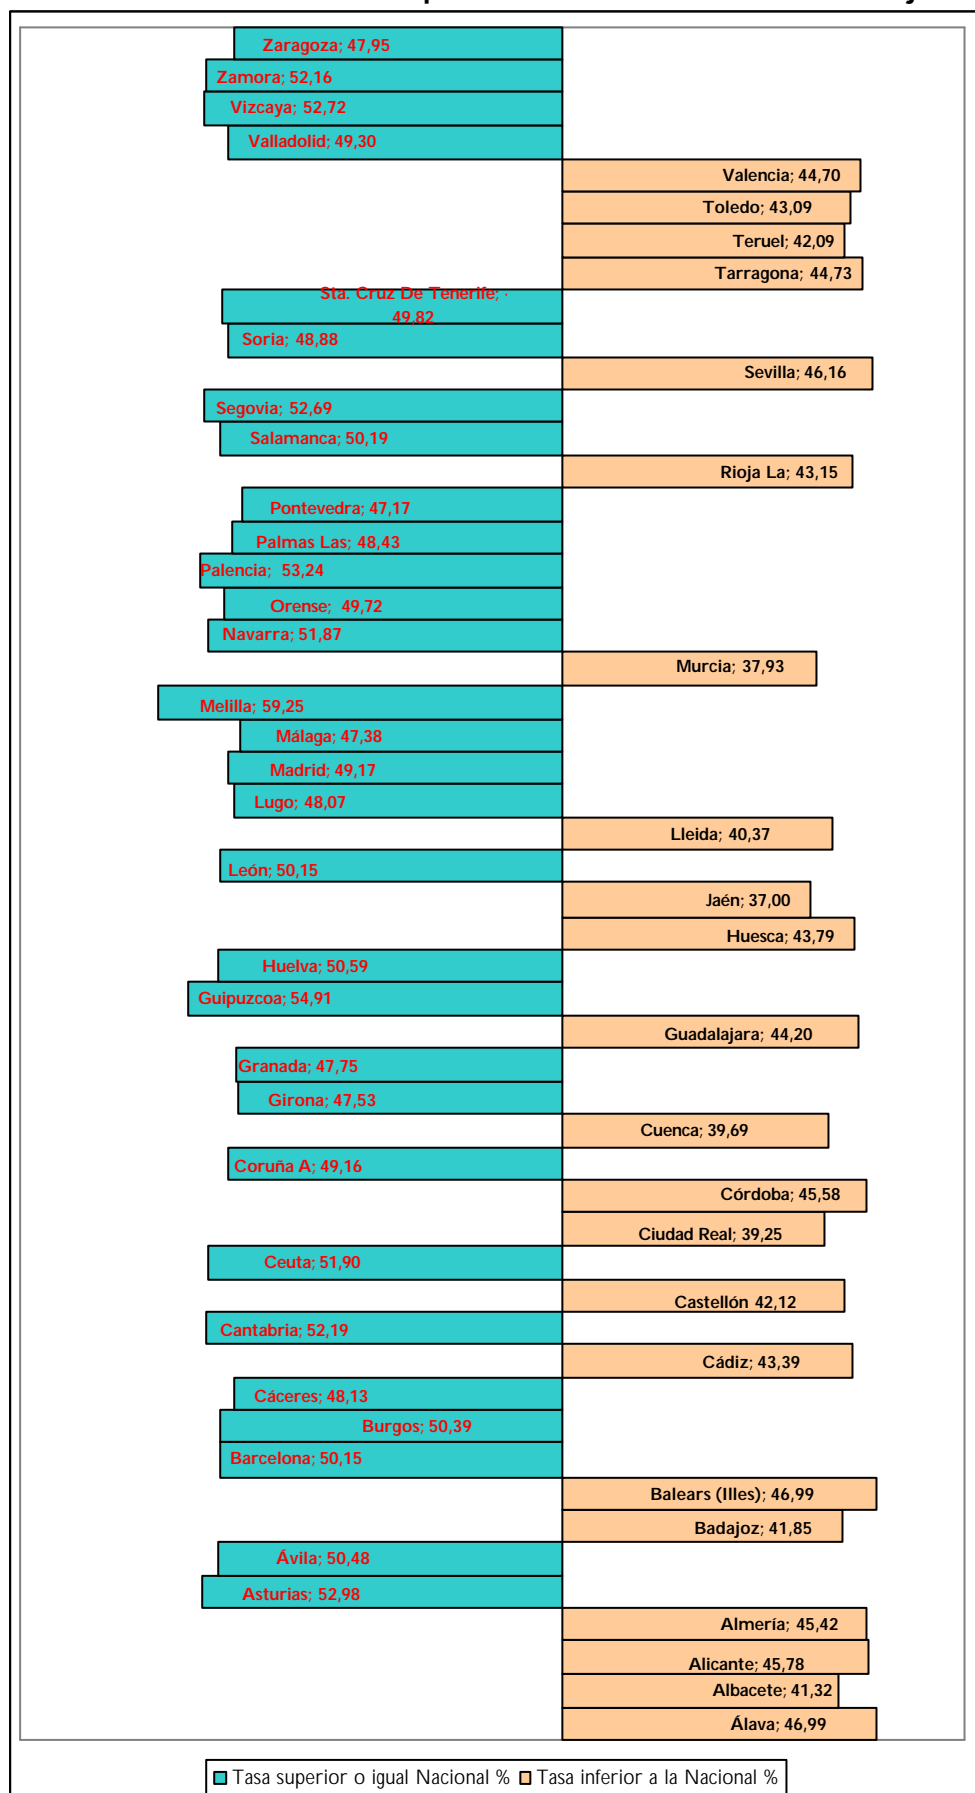 Zaragoza; 47,95
Zamora; 52,16
Vizcaya; 52,72
Valladolid; 49,30
Valencia; 44,70
Toledo; 43,09
Teruel; 42,09
Tarragona; 44,73
Sta. Cruz De Tenerife; -
49,82
Soria; 48,88
Sevilla; 46,16
Segovia; 52,69
Salamanca; 50,19
Rioja La; 43,15
Pontevedra; 47,17
Palmas Las; 48,43
Palencia; 53,24
Orense; 49,72
Navarra; 51,87
Murcia; 37,93
Melilla; 59,25
Málaga; 47,38
Madrid; 49,17
Lugo; 48,07
Lleida; 40,37
León; 50,15
Jaén; 37,00
Huesca; 43,79
Huelva; 50,59
Guipuzcoa; 54,91
Guadalajara; 44,20
Granada; 47,75
Girona; 47,53
Cuenca; 39,69
Coruña A; 49,16
Córdoba; 45,58
Ciudad Real; 39,25
Ceuta; 51,90
Castellón 42,12
Cantabria; 52,19
Cádiz; 43,39
Cáceres; 48,13
Burgos; 50,39
Barcelona; 50,15
Balears (Illes); 46,99
Badajoz; 41,85
Ávila; 50,48
Asturias; 52,98
Almería; 45,42
Alicante; 45,78
Albacete; 41,32
Álava; 46,99
Tasa superior o igual Nacional % Tasa inferior a la Nacional %